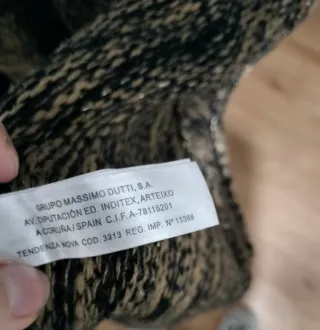 GRUPO MASSIMO DUTTI, S.A.
AV. DIPUTACIÓN ED. INDITEX, ARTEIXO
A CORUÑA / SPAIN C.I.F. A-78115201
TENDENZA NOVA COD. 3313 REG. IMP. Nº 13588